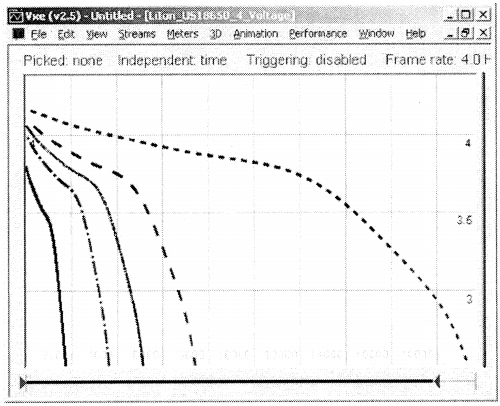 Vxe (v2.5) - Untitled - [LiIon_US18650_4_Voltage]
File Edit View Streams Meters 3D Animation Performance Window Help
Picked: none Independent: time Triggering: disabled Frame rate: 4.0 H
4
3.5
3